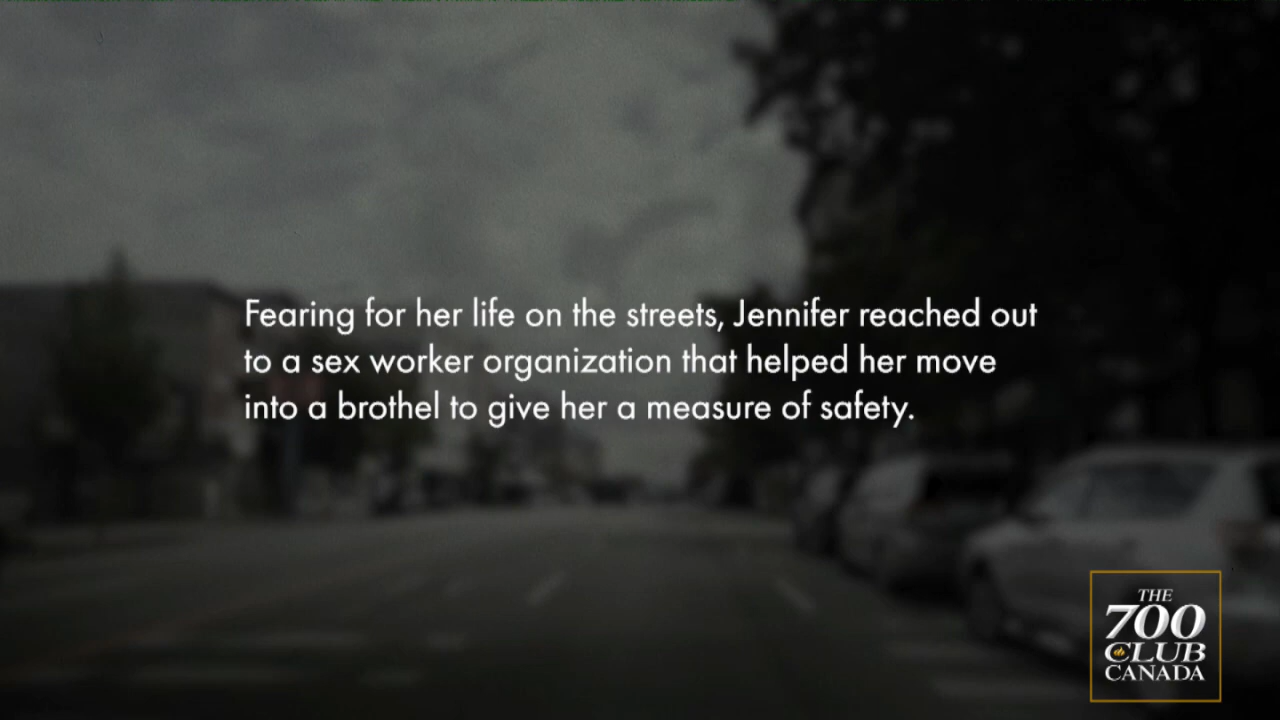 Fearing for her life on the streets, Jennifer reached out
to a sex worker organization that helped her move
into a brothel to give her a measure of safety.
THE
700
CLUB
CANADA